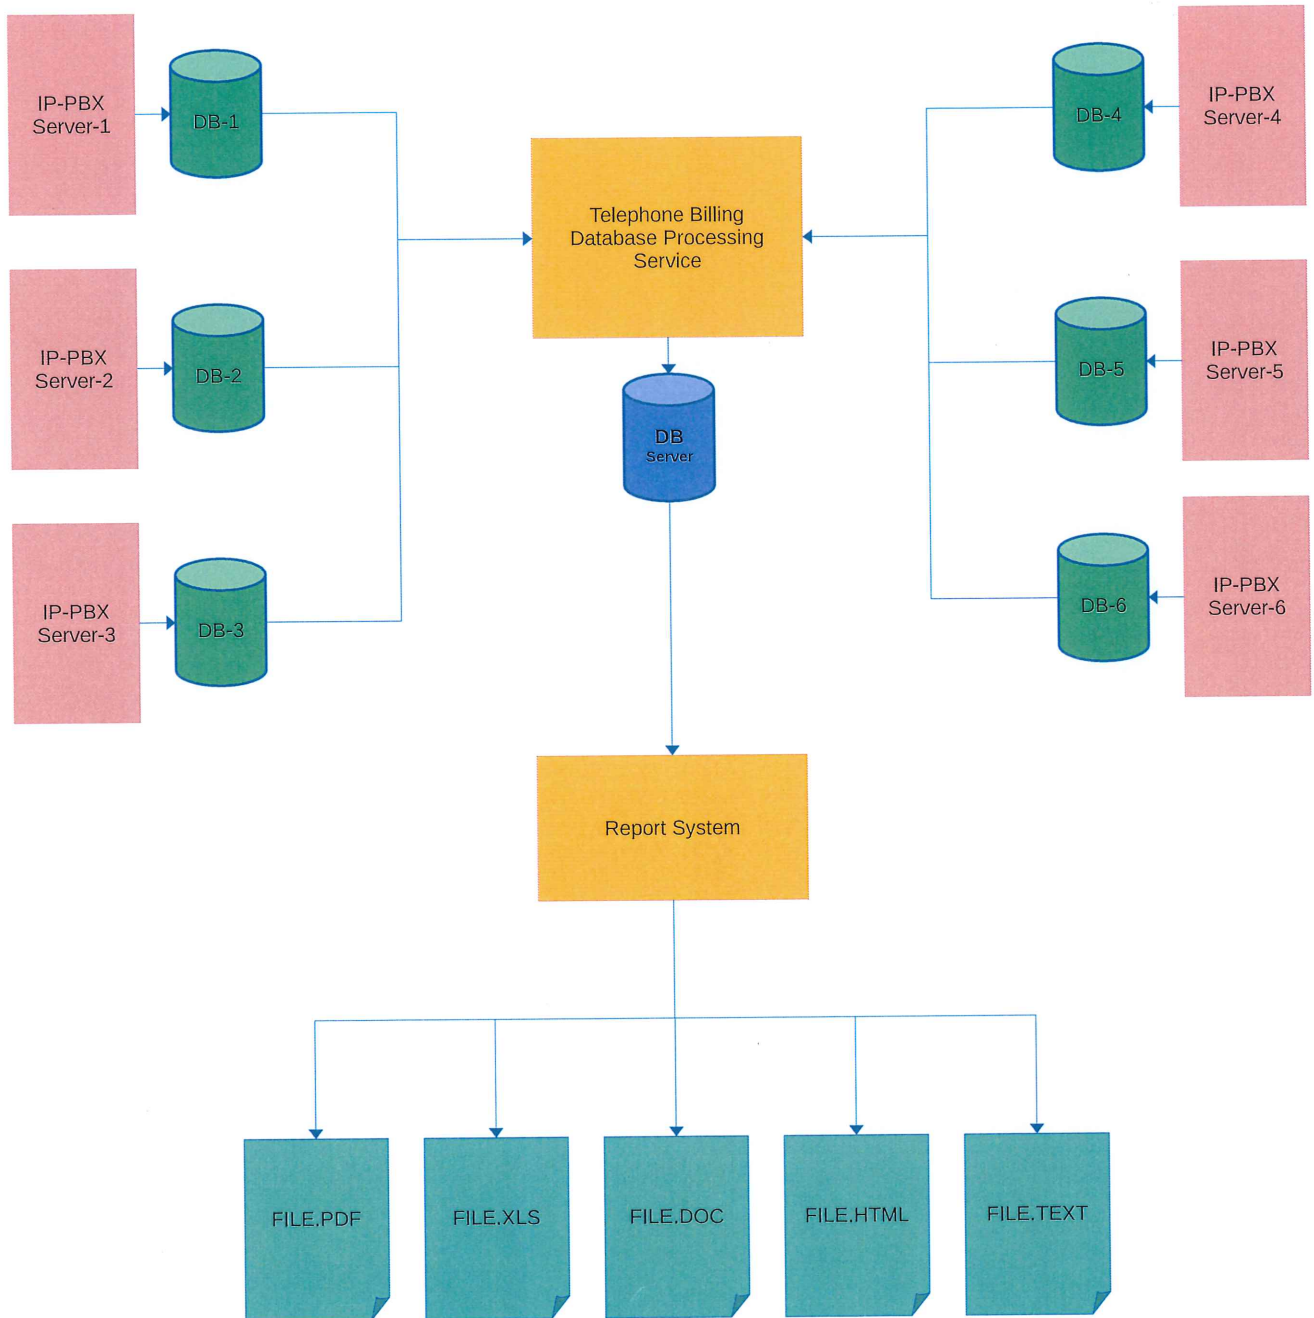 IP-PBX
Server-1
DB-1
IP-PBX
Server-2
DB-2
IP-PBX
Server-3
DB-3
Telephone Billing
Database Processing
Service
DB
Server
DB-4
IP-PBX
Server-4
DB-5
IP-PBX
Server-5
DB-6
IP-PBX
Server-6
Report System
FILE.PDF
FILE.XLS
FILE.DOC
FILE.HTML
FILE.TEXT